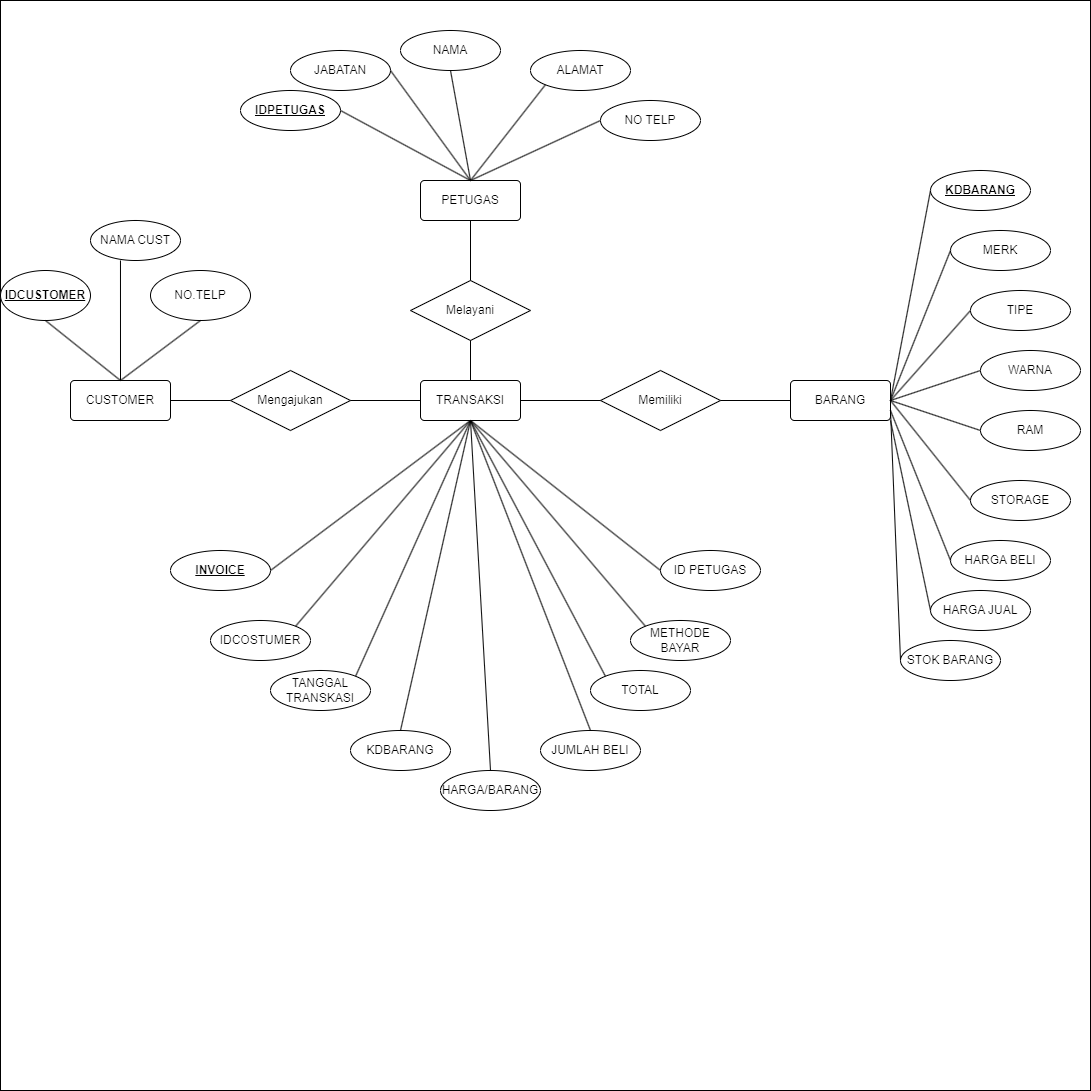 NAMA
JABATAN
ALAMAT
IDPETUGAS
NO TELP
PETUGAS
KDBARANG
NAMA CUST
MERK
IDCUSTOMER
NO.TELP
Melayani
TIPE
WARNA
CUSTOMER
Mengajukan
TRANSAKSI
Memiliki
BARANG
RAM
STORAGE
HARGA BELI
INVOICE
ID PETUGAS
HARGA JUAL
IDCOSTUMER
METHODE
BAYAR
STOK BARANG
TANGGAL
TRANSKASI
TOTAL
KDBARANG
JUMLAH BELI
HARGA/BARANG